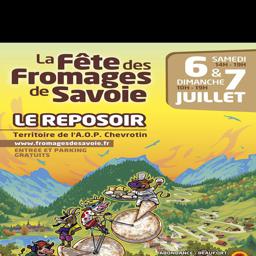 La Fête des
Fromages
de Savoie
6 & 7
SAMEDI
14H - 19H
DIMANCHE
10H - 19H
JUILLET
LE REPOSOIR
Territoire de l'A.O.P. Chevrotin
www.fromagesdesavoie.fr
ENTRÉE ET PARKING
GRATUITS
ABONDANCE - BEAUFORT